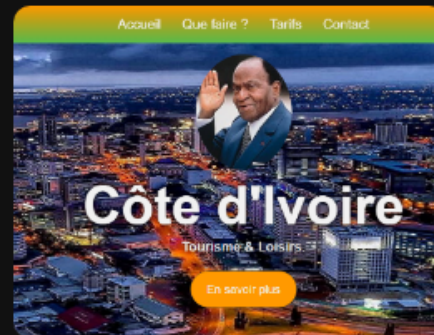 Accueil Que faire ? Tarifs Contact
Côte d'Ivoire
Tourisme & Loisirs
En savoir plus